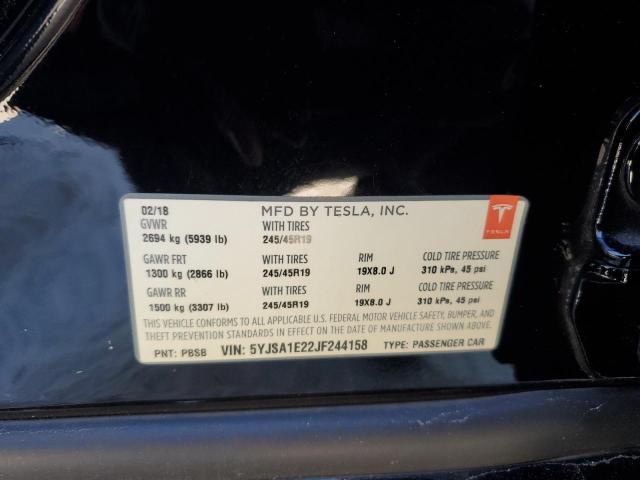 02/18 MFD BY TESLA, INC.
GVWR WITH TIRES
2694 kg (5939 lb) 245/45R19
TESLA
GAWR FRT WITH TIRES RIM COLD TIRE PRESSURE
1300 kg (2866 lb) 245/45R19 19X8.0 J 310 kPa, 45 psi
GAWR RR WITH TIRES RIM COLD TIRE PRESSURE
1500 kg (3307 lb) 245/45R19 19X8.0 J 310 kPa, 45 psi
THIS VEHICLE CONFORMS TO ALL APPLICABLE U.S. FEDERAL MOTOR VEHICLE SAFETY, BUMPER, AND
THEFT PREVENTION STANDARDS IN EFFECT ON THE DATE OF MANUFACTURE SHOWN ABOVE.
PNT: PBSB VIN: 5YJSA1E22JF244158 TYPE: PASSENGER CAR